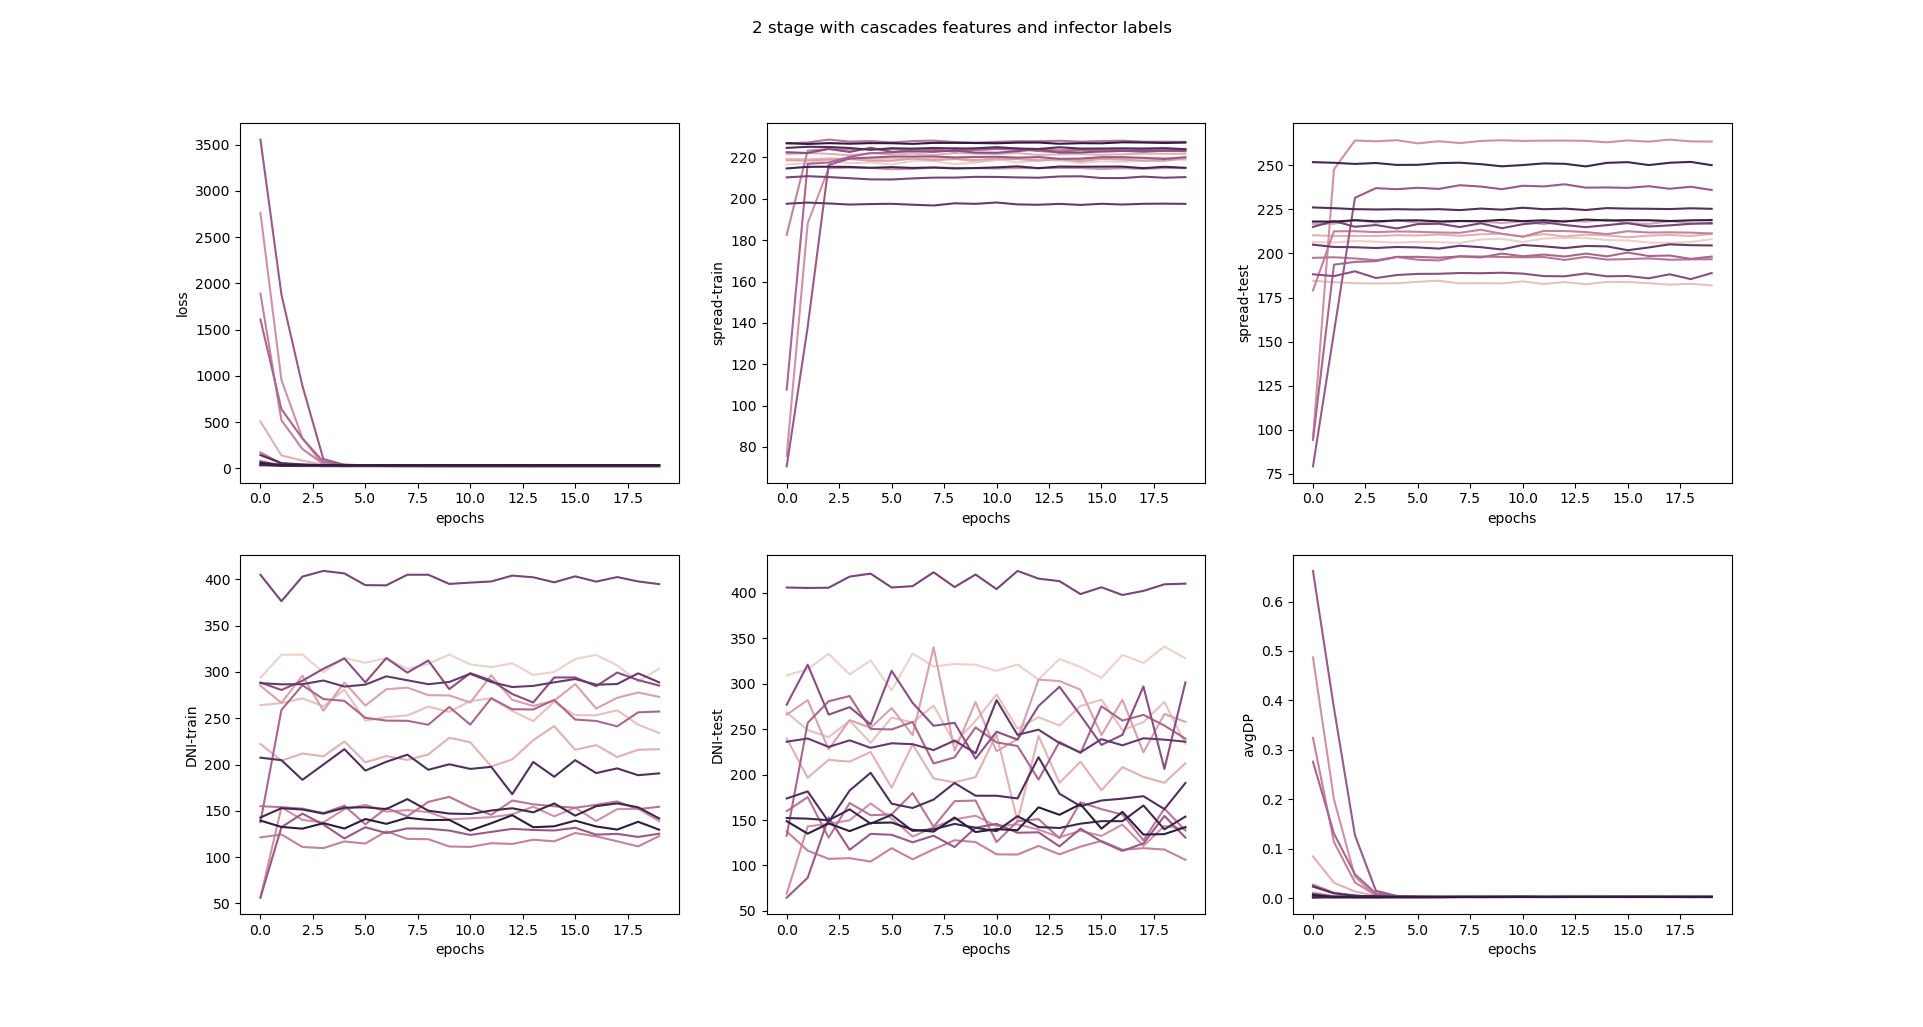 2 stage with cascades features and infector labels
3500
3000
2500
2000
1500
1000
500
0
loss
0.0 2.5 5.0 7.5 10.0 12.5 15.0 17.5
epochs
220
200
180
160
140
120
100
80
spread-train
0.0 2.5 5.0 7.5 10.0 12.5 15.0 17.5
epochs
250
225
200
175
150
125
100
75
spread-test
0.0 2.5 5.0 7.5 10.0 12.5 15.0 17.5
epochs
400
350
300
250
200
150
100
50
DNI-train
0.0 2.5 5.0 7.5 10.0 12.5 15.0 17.5
epochs
400
350
300
250
200
150
100
50
DNI-test
0.0 2.5 5.0 7.5 10.0 12.5 15.0 17.5
epochs
0.6
0.5
0.4
0.3
0.2
0.1
0.0
avgDP
0.0 2.5 5.0 7.5 10.0 12.5 15.0 17.5
epochs